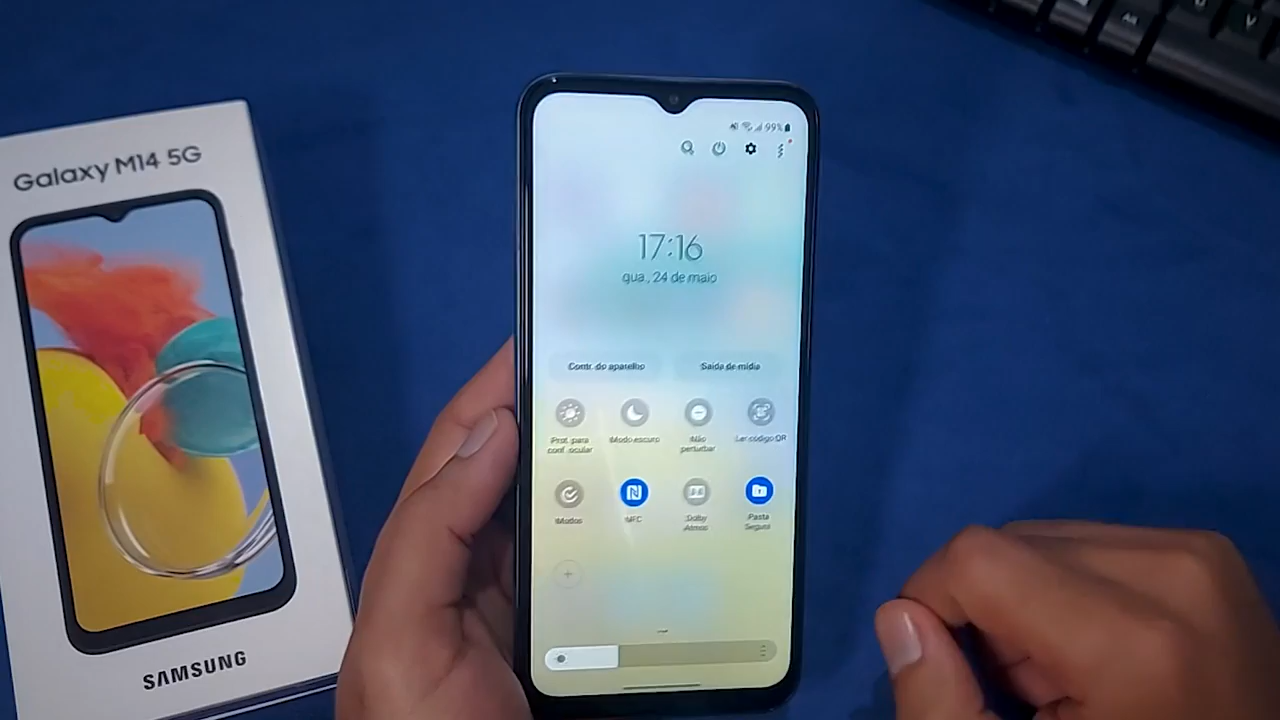 Galaxy M14 5G
SAMSUNG
99%
17:16
qua., 24 de maio
Contr. do aparelho
Saída de mídia
Prot. para
conf. ocular
Modo escuro
Não
perturbar
Ler código QR
Modos
NFC
Dolby
Atmos
Pasta
Segura